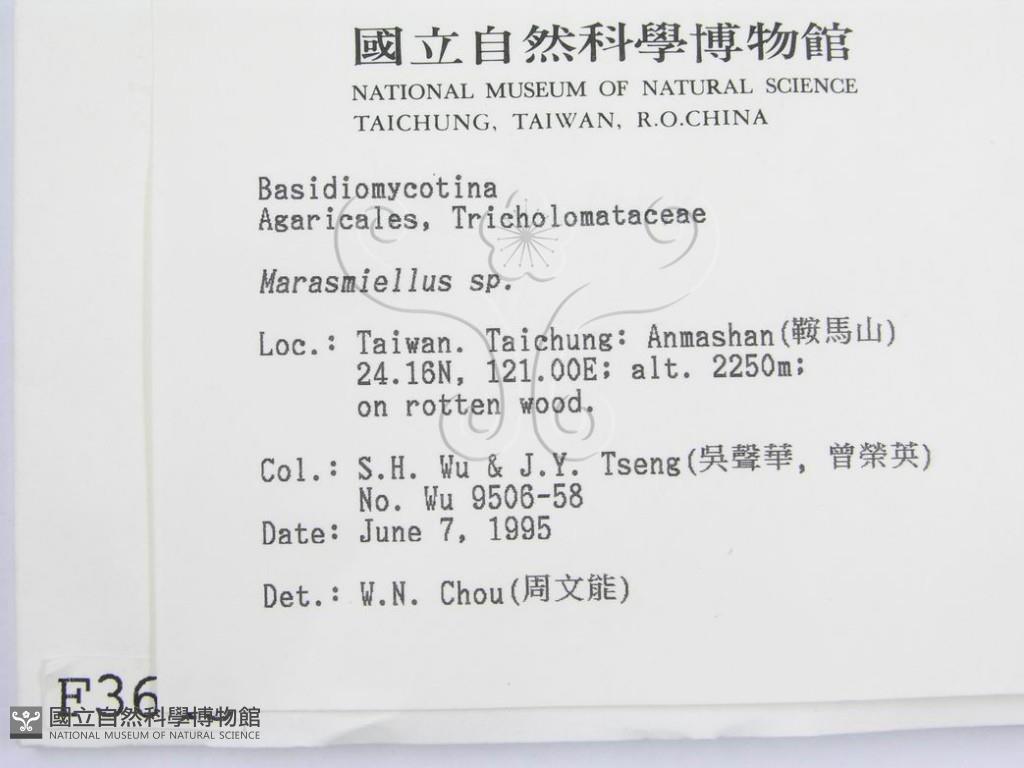 國立自然科學博物館
NATIONAL MUSEUM OF NATURAL SCIENCE
TAICHUNG, TAIWAN, R.O.CHINA
Basidiomycotina
Agaricales, Tricholomataceae
Marasmiellus sp.
Loc.: Taiwan. Taichung: Anmashan(鞍馬山)
24.16N, 121.00E; alt. 2250m;
on rotten wood.
Col.: S.H. Wu & J.Y. Tseng(吳聲華, 曾榮英)
No. Wu 9506-58
Date: June 7, 1995
Det.: W.N. Chou(周文能)
F36
國立自然科學博物館
NATIONAL MUSEUM OF NATURAL SCIENCE